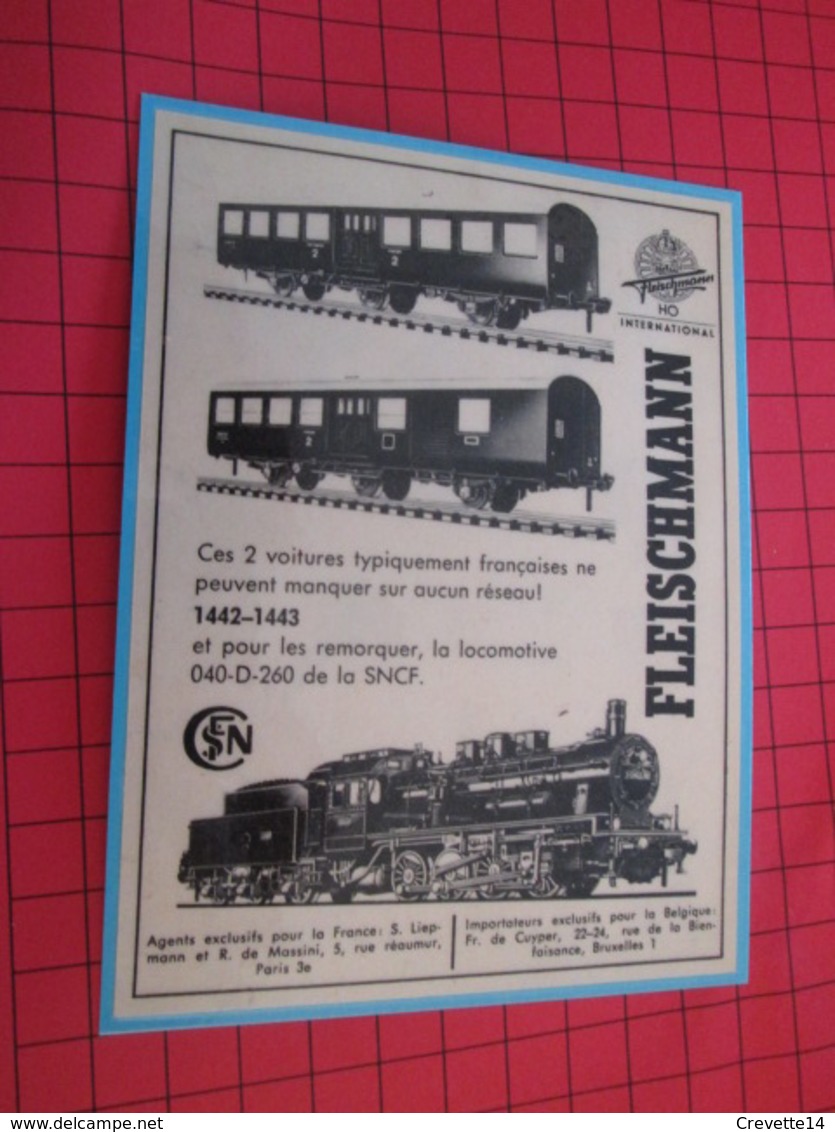 Fleischmann
HO
INTERNATIONAL
FLEISCHMANN
2
2
2
Ces 2 voitures typiquement françaises ne
peuvent manquer sur aucun réseau!
1442–1443
et pour les remorquer, la locomotive
040-D-260 de la SNCF.
SNCF
Agents exclusifs pour la France: S. Liep-
mann et R. de Massini, 5, rue réaumur,
Paris 3e
Importateurs exclusifs pour la Belgique:
Fr. de Cuyper, 22–24, rue de la Bien-
faisance, Bruxelles 1
www.delcampe.net
Crevette14